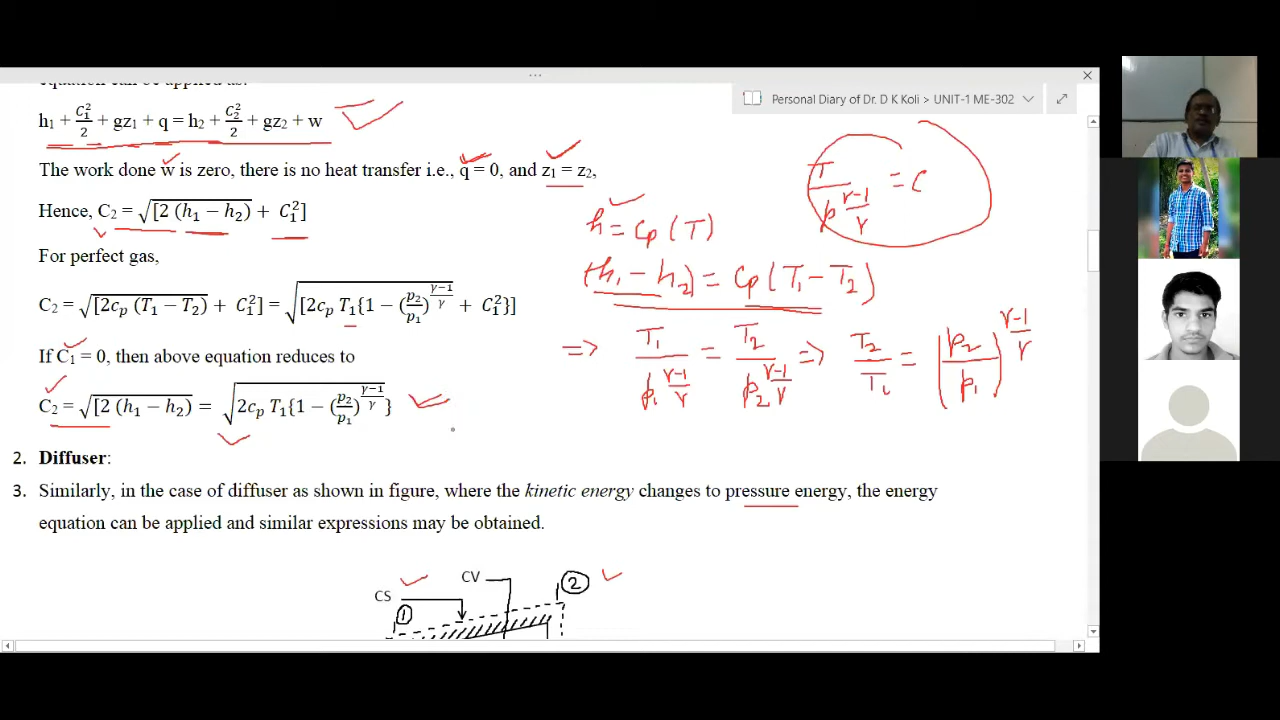 equation can be applied as:
Personal Diary of Dr. D K Koli > UNIT-1 ME-302
h₁ + C₁²/2 + gz₁ + q = h₂ + C₂²/2 + gz₂ + w
The work done w is zero, there is no heat transfer i.e., q = 0, and z₁ = z₂,
T/p^((γ-1)/γ) = C
Hence, C₂ = √[2 (h₁ − h₂) + C₁²]
h = Cp (T)
For perfect gas,
(h₁ − h₂) = Cp (T₁ − T₂)
C₂ = √[2cp (T₁ − T₂) + C₁²] = √[2cp T₁{1 − (p₂/p₁)^((γ−1)/γ) + C₁²}]
If C₁ = 0, then above equation reduces to
=> T₁/p₁^((γ-1)/γ) = T₂/p₂^((γ-1)/γ) => T₂/T₁ = (p₂/p₁)^((γ-1)/γ)
C₂ = √[2 (h₁ − h₂) = √2cp T₁{1 − (p₂/p₁)^((γ−1)/γ)}
2. Diffuser:
3. Similarly, in the case of diffuser as shown in figure, where the kinetic energy changes to pressure energy, the energy
equation can be applied and similar expressions may be obtained.
CV
2
CS
1